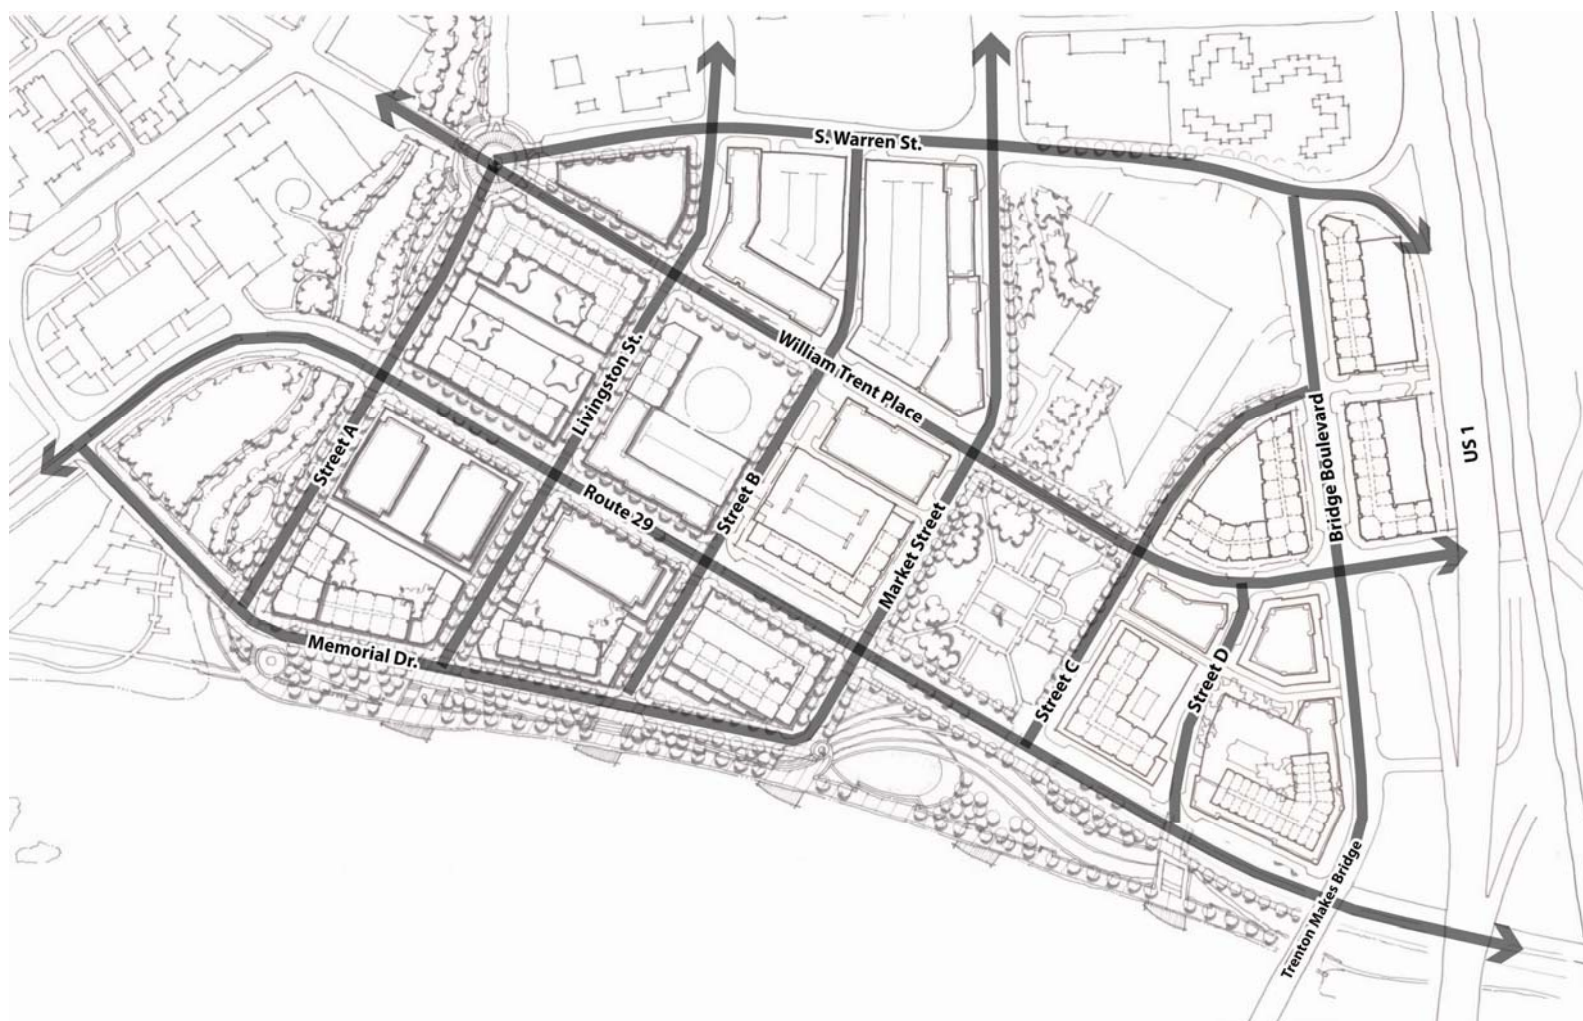 S. Warren St.
William Trent Place
Livingston St.
Bridge Boulevard
US 1
Street A
Route 29
Street B
Market Street
Memorial Dr.
Street C
Street D
Trenton Makes Bridge